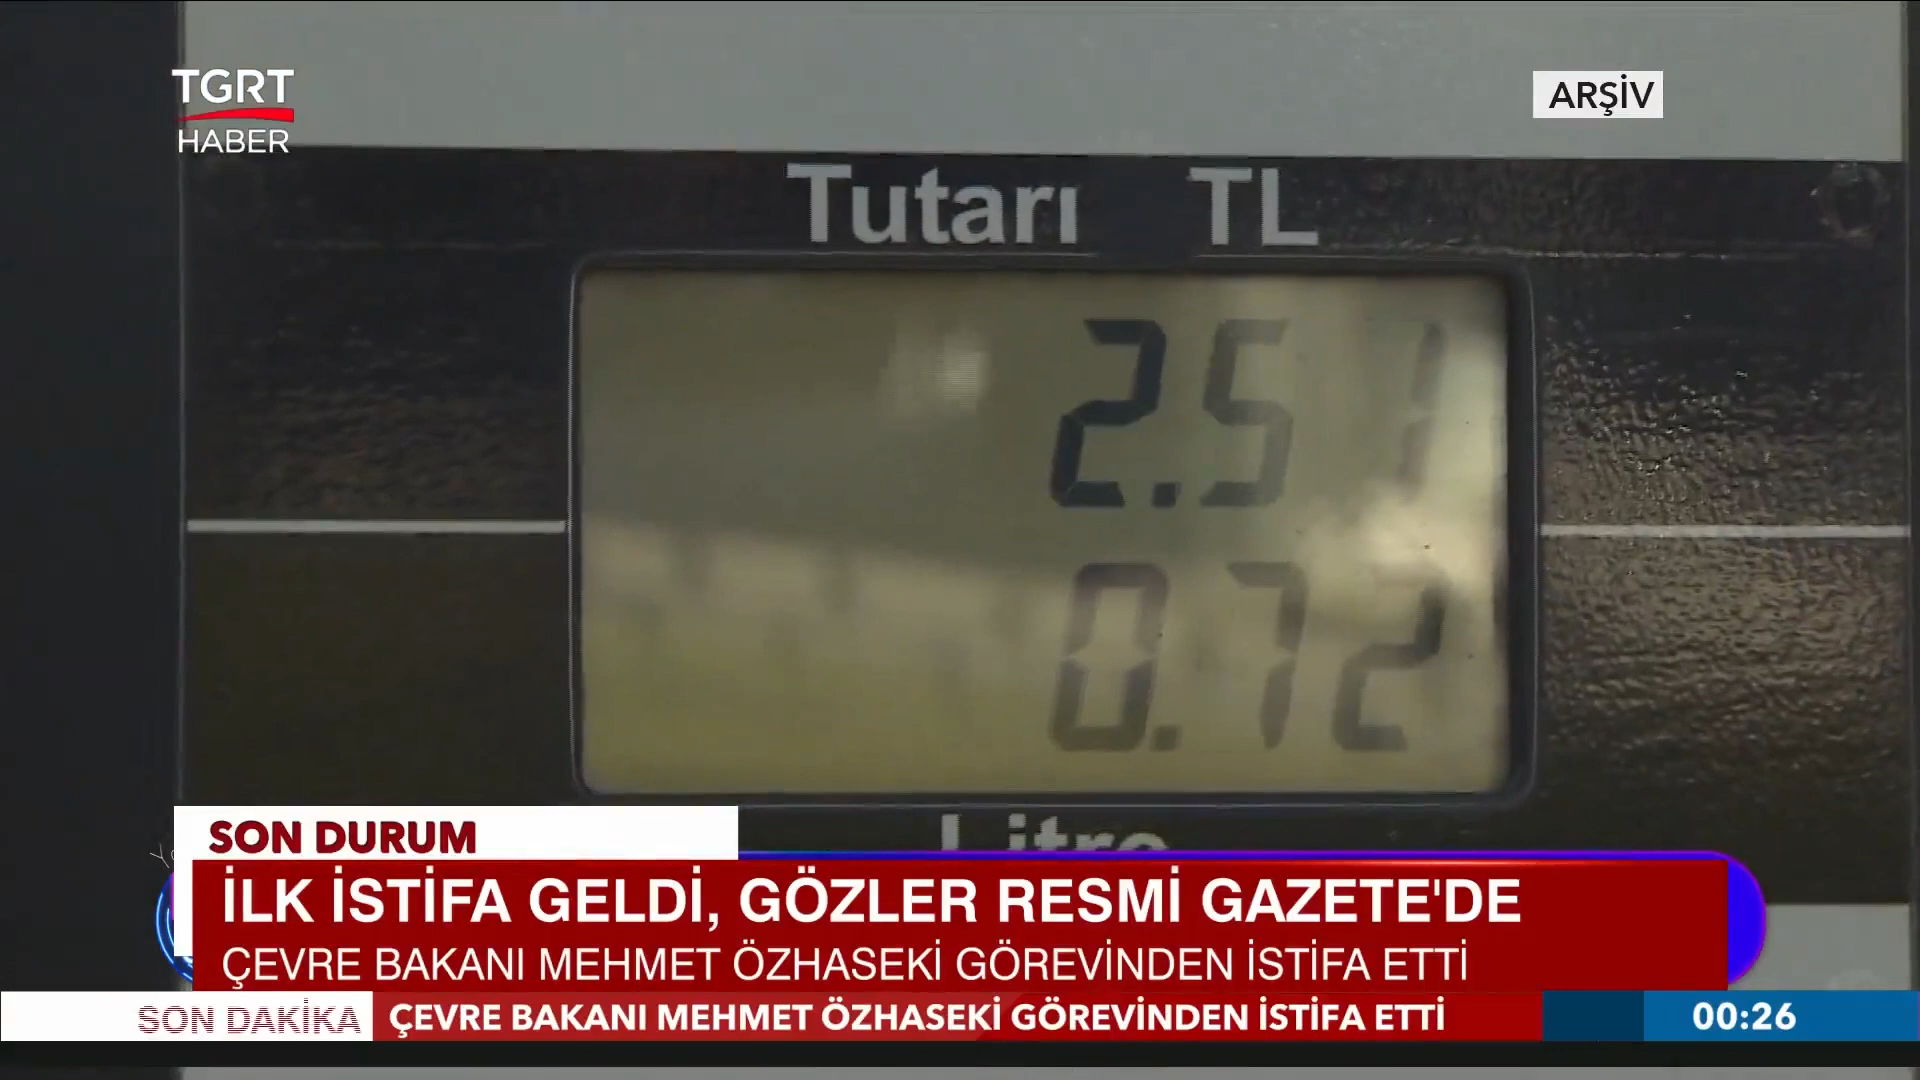 TGRT
HABER
ARŞİV
Tutarı TL
2.51
0.72
Litre
SON DURUM
İLK İSTİFA GELDİ, GÖZLER RESMİ GAZETE'DE
ÇEVRE BAKANI MEHMET ÖZHASEKİ GÖREVİNDEN İSTİFA ETTİ
SON DAKİKA
ÇEVRE BAKANI MEHMET ÖZHASEKİ GÖREVİNDEN İSTİFA ETTİ
00:26